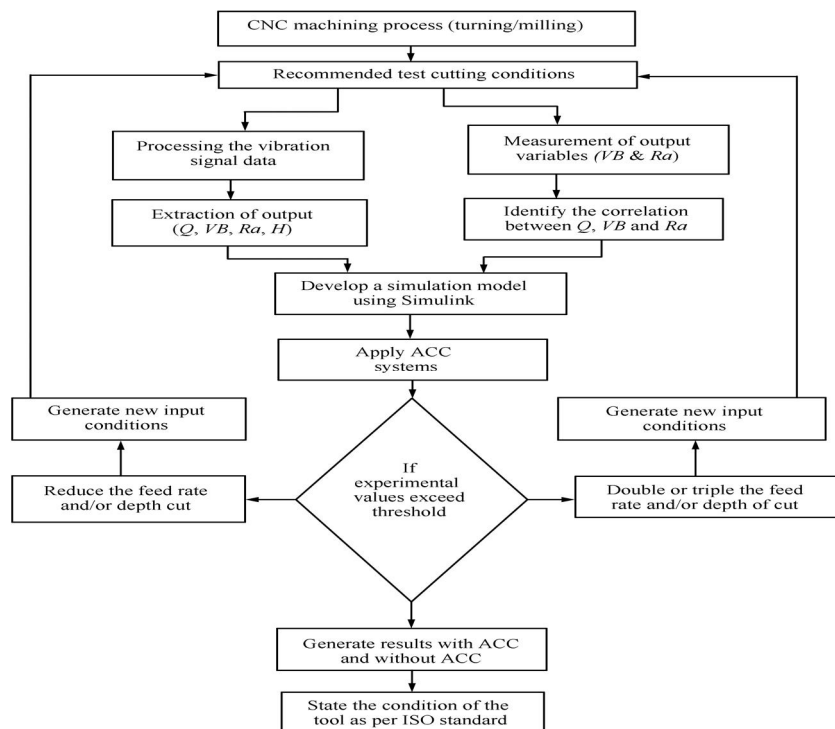 CNC machining process (turning/milling)
Recommended test cutting conditions
Processing the vibration
signal data
Measurement of output
variables (VB & Ra)
Extraction of output
(Q, VB, Ra, H)
Identify the correlation
between Q, VB and Ra
Develop a simulation model
using Simulink
Apply ACC
systems
Generate new input
conditions
Generate new input
conditions
If
experimental
values exceed
threshold
Reduce the feed rate
and/or depth cut
Double or triple the feed
rate and/or depth of cut
Generate results with ACC
and without ACC
State the condition of the
tool as per ISO standard